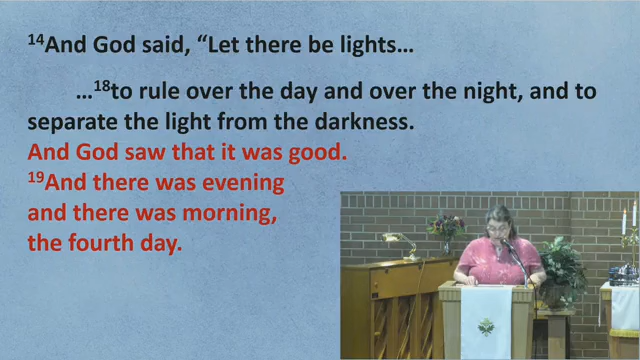 ¹⁴And God said, “Let there be lights…
…¹⁸to rule over the day and over the night, and to
separate the light from the darkness.
And God saw that it was good.
¹⁹And there was evening
and there was morning,
the fourth day.